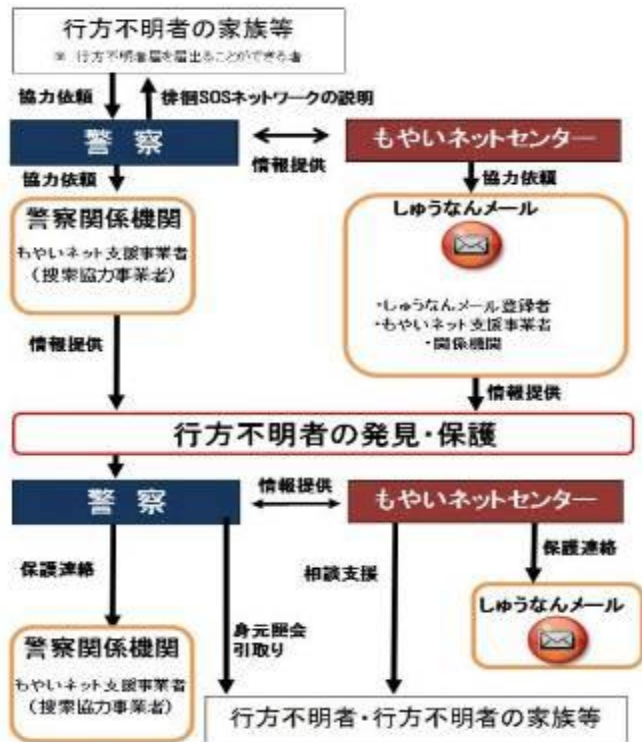 行方不明者の家族等
※ 行方不明者届を届出ることができる者
協力依頼
徘徊SOSネットワークの説明
警察
情報提供
もやいネットセンター
協力依頼
協力依頼
警察関係機関
もやいネット支援事業者
（捜索協力事業者）
しゅうなんメール
・しゅうなんメール登録者
・もやいネット支援事業者
・関係機関
情報提供
情報提供
行方不明者の発見・保護
警察
情報提供
もやいネットセンター
保護連絡
相談支援
保護連絡
しゅうなんメール
身元照会
引取り
警察関係機関
もやいネット支援事業者
（捜索協力事業者）
行方不明者・行方不明者の家族等